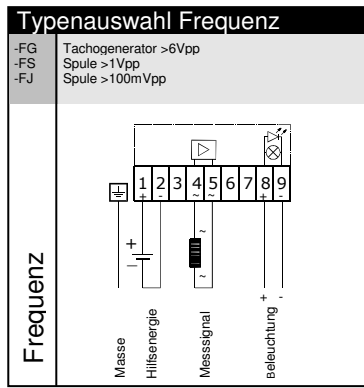 Typenauswahl Frequenz
-FG Tachogenerator >6Vpp
-FS Spule >1Vpp
-FJ Spule >100mVpp
1 2 3 4 5 6 7 8 9
+ - ~ ~ + -
+
–
~
~
+ -
Frequenz
Masse
Hilfsenergie
Messsignal
Beleuchtung